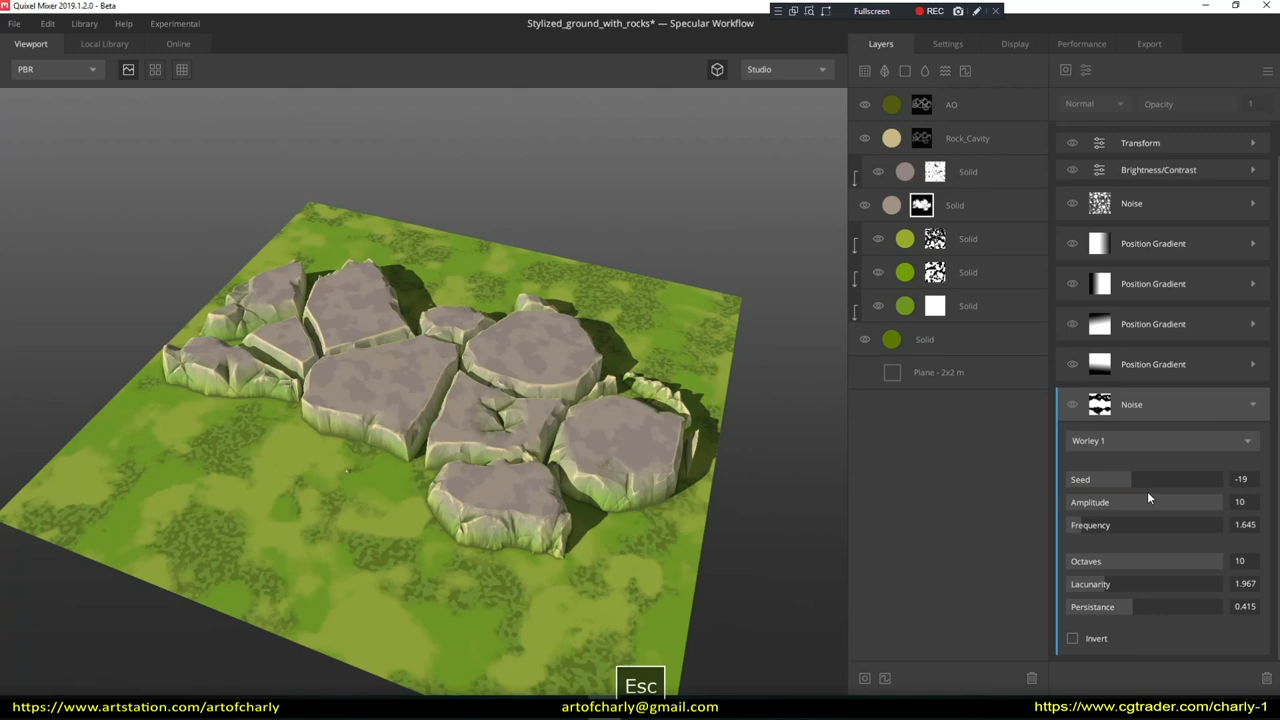 Quixel Mixer 2019.1.2.0 - Beta
Fullscreen REC
File Edit Window Library Help Experimental
Stylized_ground_with_rocks* — Specular Workflow
Viewport Local Library Online
Layers Settings Display Performance Export
PBR
Studio
Normal Opacity 1
AO
Rock_Cavity
Solid
Solid
Solid
Solid
Solid
Solid
Plane - 2x2 m
Transform
Brightness/Contrast
Noise
Position Gradient
Position Gradient
Position Gradient
Position Gradient
Noise
Worley 1
Seed -19
Amplitude 10
Frequency 1.645
Octaves 10
Lacunarity 1.967
Persistance 0.415
Invert
Esc
https://www.artstation.com/artofcharly artofcharly@gmail.com https://www.cgtrader.com/charly-1